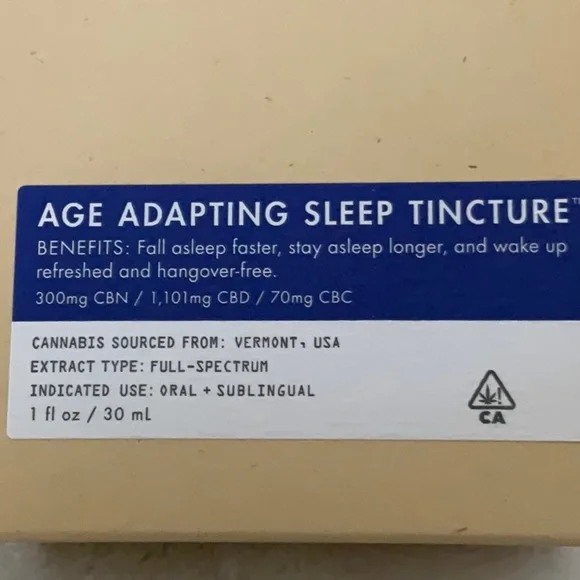 AGE ADAPTING SLEEP TINCTURE™
BENEFITS: Fall asleep faster, stay asleep longer, and wake up
refreshed and hangover-free.
300mg CBN / 1,101mg CBD / 70mg CBC
CANNABIS SOURCED FROM: VERMONT, USA
EXTRACT TYPE: FULL-SPECTRUM
INDICATED USE: ORAL + SUBLINGUAL
1 fl oz / 30 mL
!
CA